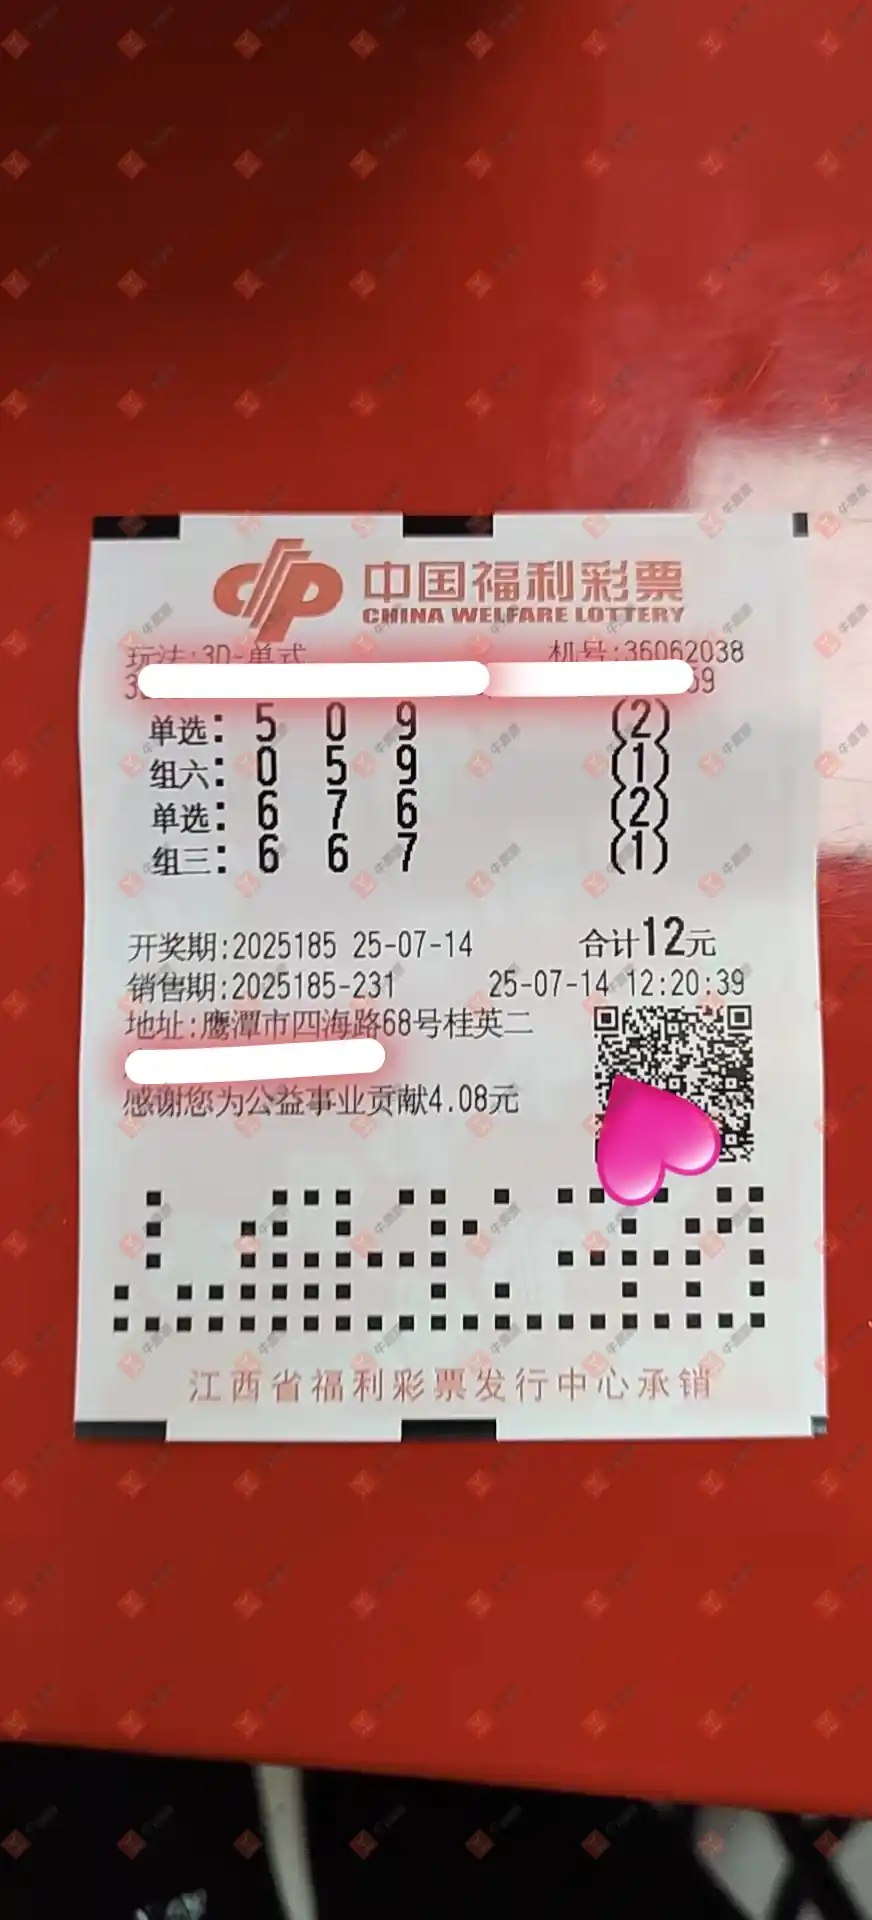 中国福利彩票
CHINA WELFARE LOTTERY
玩法:3D-单式 机号:36062038
59
单选: 5 0 9 (2)
组六: 0 5 9 (1)
单选: 6 7 6 (2)
组三: 6 6 7 (1)
开奖期:2025185 25-07-14 合计12元
销售期:2025185-231 25-07-14 12:20:39
地址:鹰潭市四海路68号桂英二
感谢您为公益事业贡献4.08元
江西省福利彩票发行中心承销